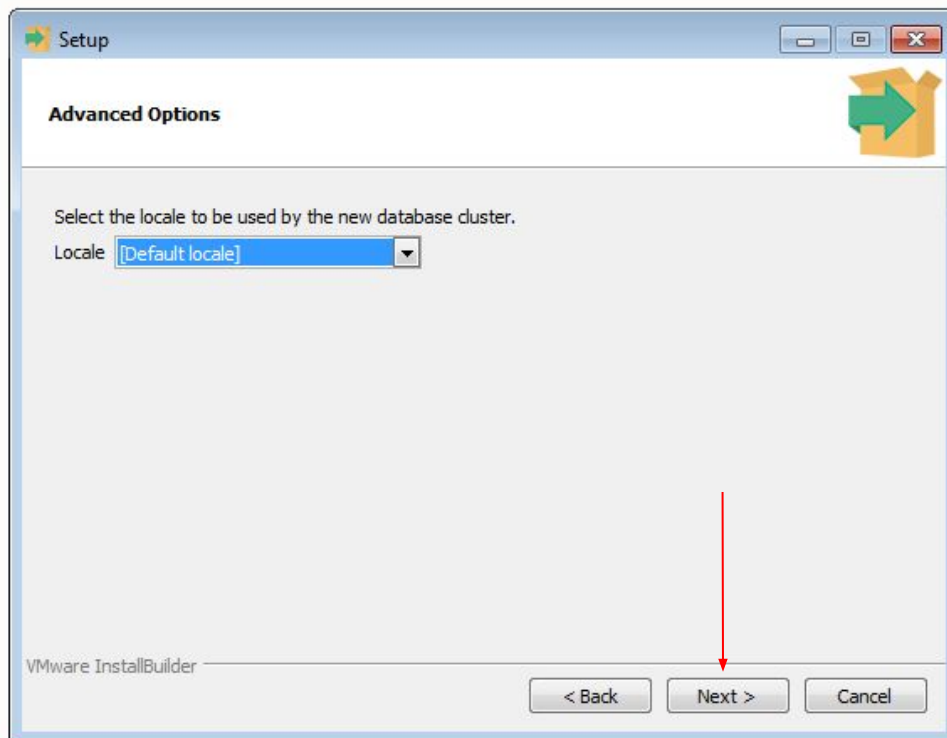 Setup
Advanced Options
Select the locale to be used by the new database cluster.
Locale [Default locale]
VMware InstallBuilder
< Back Next > Cancel